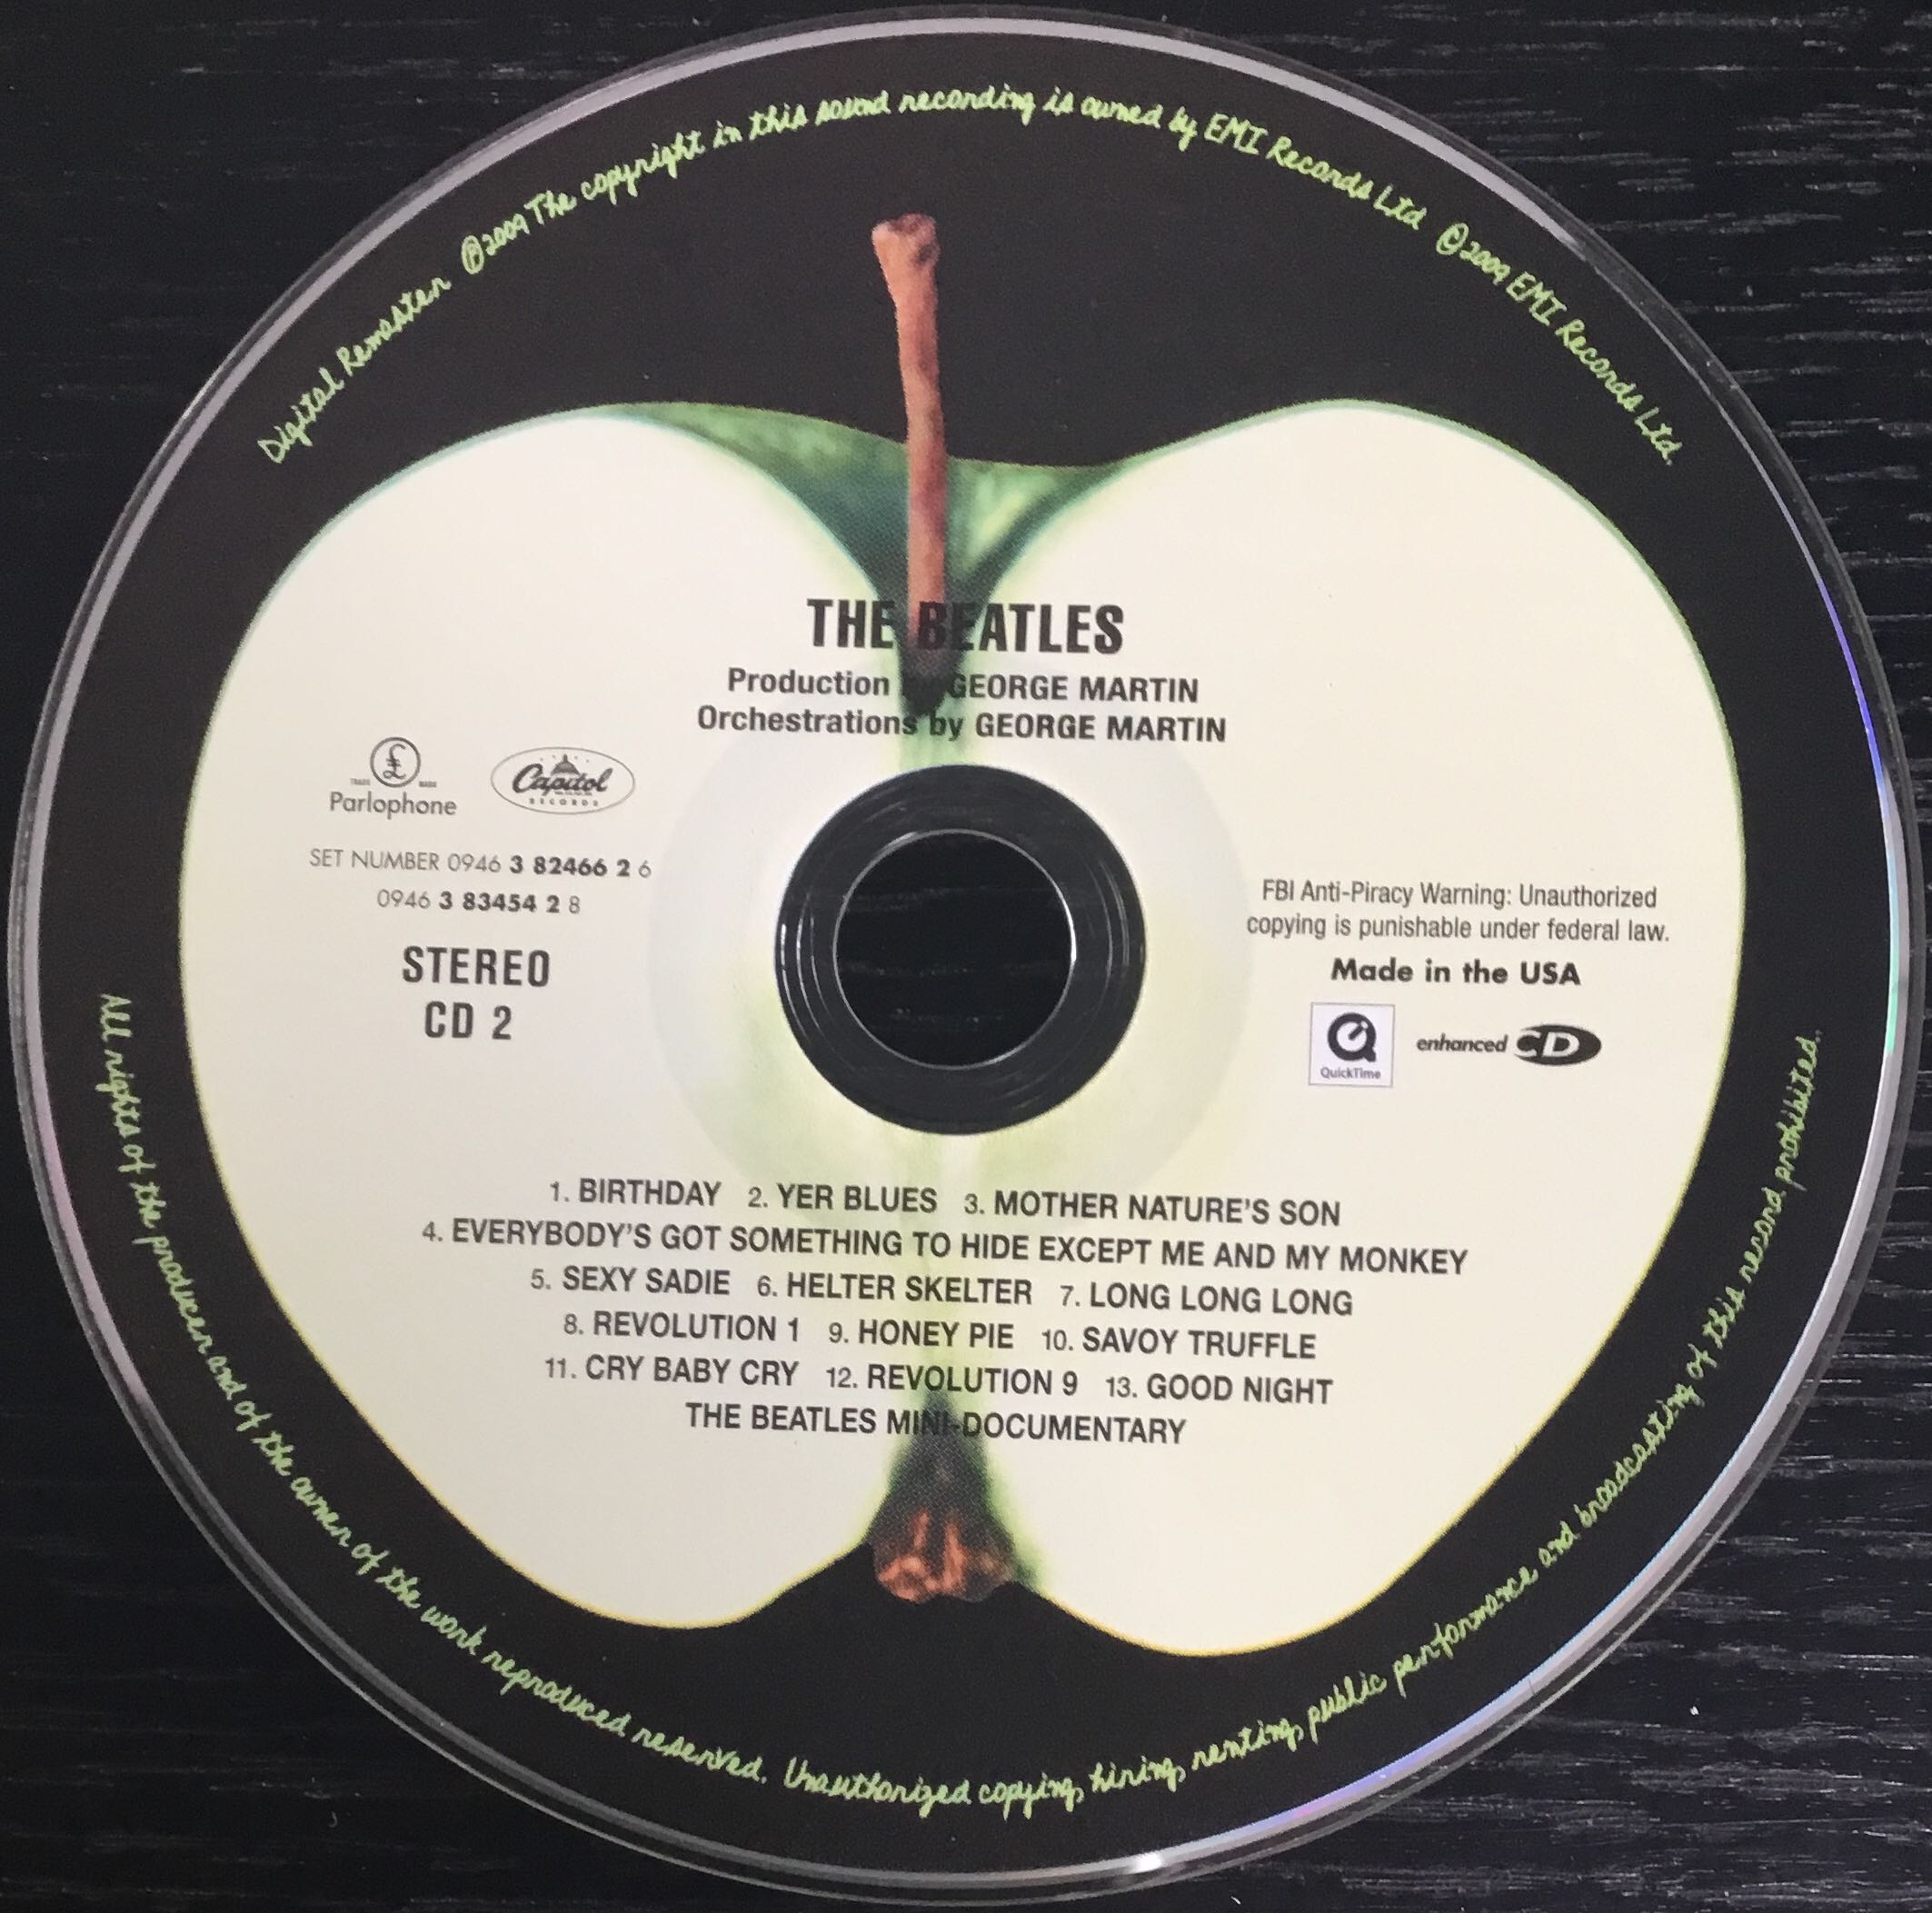 Digital Remaster ℗2009 The copyright in this sound recording is owned by EMI Records Ltd ©2009 EMI Records Ltd.
THE BEATLES
Production by GEORGE MARTIN
Orchestrations by GEORGE MARTIN
£
TRADE MARK
Parlophone
Capitol
RECORDS
SET NUMBER 0946 3 82466 2 6
0946 3 83454 2 8
STEREO
CD 2
FBI Anti-Piracy Warning: Unauthorized
copying is punishable under federal law.
Made in the USA
QuickTime
enhanced CD
1. BIRTHDAY 2. YER BLUES 3. MOTHER NATURE'S SON
4. EVERYBODY'S GOT SOMETHING TO HIDE EXCEPT ME AND MY MONKEY
5. SEXY SADIE 6. HELTER SKELTER 7. LONG LONG LONG
8. REVOLUTION 1 9. HONEY PIE 10. SAVOY TRUFFLE
11. CRY BABY CRY 12. REVOLUTION 9 13. GOOD NIGHT
THE BEATLES MINI-DOCUMENTARY
All rights of the producer and of the owner of the work reproduced reserved. Unauthorized copying, hiring, renting, public performance and broadcasting of this record prohibited.